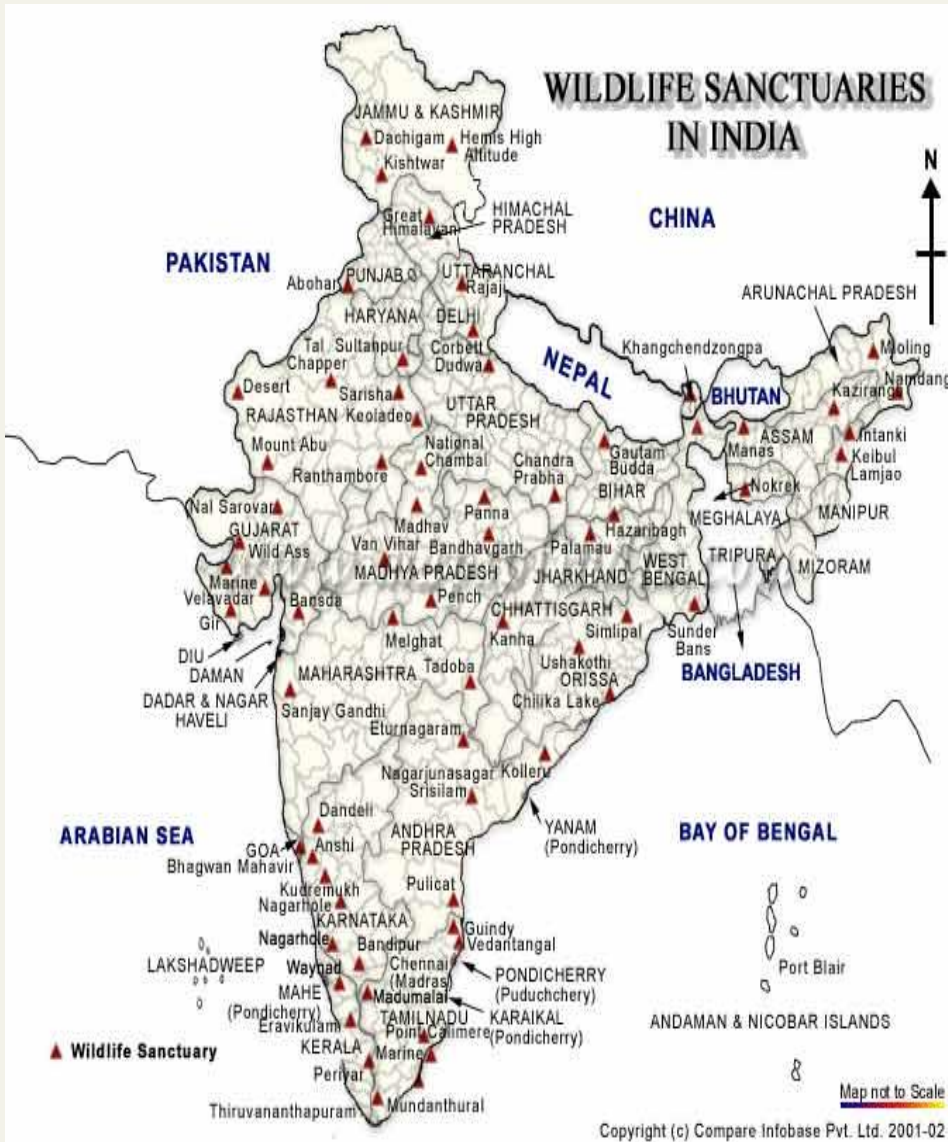 WILDLIFE SANCTUARIES
IN INDIA
N
JAMMU & KASHMIR
Dachigam
Hemis High
Altitude
Kishtwar
Great
Himalayan
HIMACHAL
PRADESH
CHINA
PAKISTAN
PUNJAB
UTTARANCHAL
Abohar
Rajaji
ARUNACHAL PRADESH
HARYANA
DELHI
Tal
Chapper
Sultanpur
Corbett
Dudwa
NEPAL
Khangchendzongpa
BHUTAN
Mioling
Namdang
Kaziranga
Desert
Sarisha
RAJASTHAN
Keoladeo
UTTAR
PRADESH
ASSAM
Manas
Intanki
Keibul
Lamjao
Mount Abu
Ranthambore
National
Chambal
Chandra
Prabha
Gautam
Budda
BIHAR
Nokrek
MEGHALAYA
MANIPUR
Nal Sarovar
Madhav
Panna
Hazaribagh
GUJARAT
Wild Ass
Van Vihar
Bandhavgarh
Palamau
WEST
BENGAL
TRIPURA
MIZORAM
MADHYA PRADESH
JHARKHAND
Marine
Velavadar
Gir
Bansda
Pench
CHHATTISGARH
Melghat
Kanha
Simlipal
Sunder
Bans
DIU
DAMAN
DADAR & NAGAR
HAVELI
MAHARASHTRA
Tadoba
Ushakothi
ORISSA
BANGLADESH
Sanjay Gandhi
Chilika Lake
Eturnagaram
Nagarjunasagar
Srisilam
Kolleru
Dandeli
ARABIAN SEA
GOA
Anshi
Bhagwan Mahavir
ANDHRA
PRADESH
YANAM
(Pondicherry)
BAY OF BENGAL
Kudremukh
Nagarhole
Pulicat
KARNATAKA
Guindy
Nagarhole
Bandipur
Vedantangal
LAKSHADWEEP
Waynad
Chennai
(Madras)
PONDICHERRY
(Puduchchery)
Port Blair
MAHE
(Pondicherry)
Madumalai
Eravikulam
TAMILNADU
KARAIKAL
(Pondicherry)
ANDAMAN & NICOBAR ISLANDS
Point Calimere
Wildlife Sanctuary
KERALA
Marine
Periyar
Thiruvananthapuram
Mundanthural
Map not to Scale
Copyright (c) Compare Infobase Pvt. Ltd. 2001-02